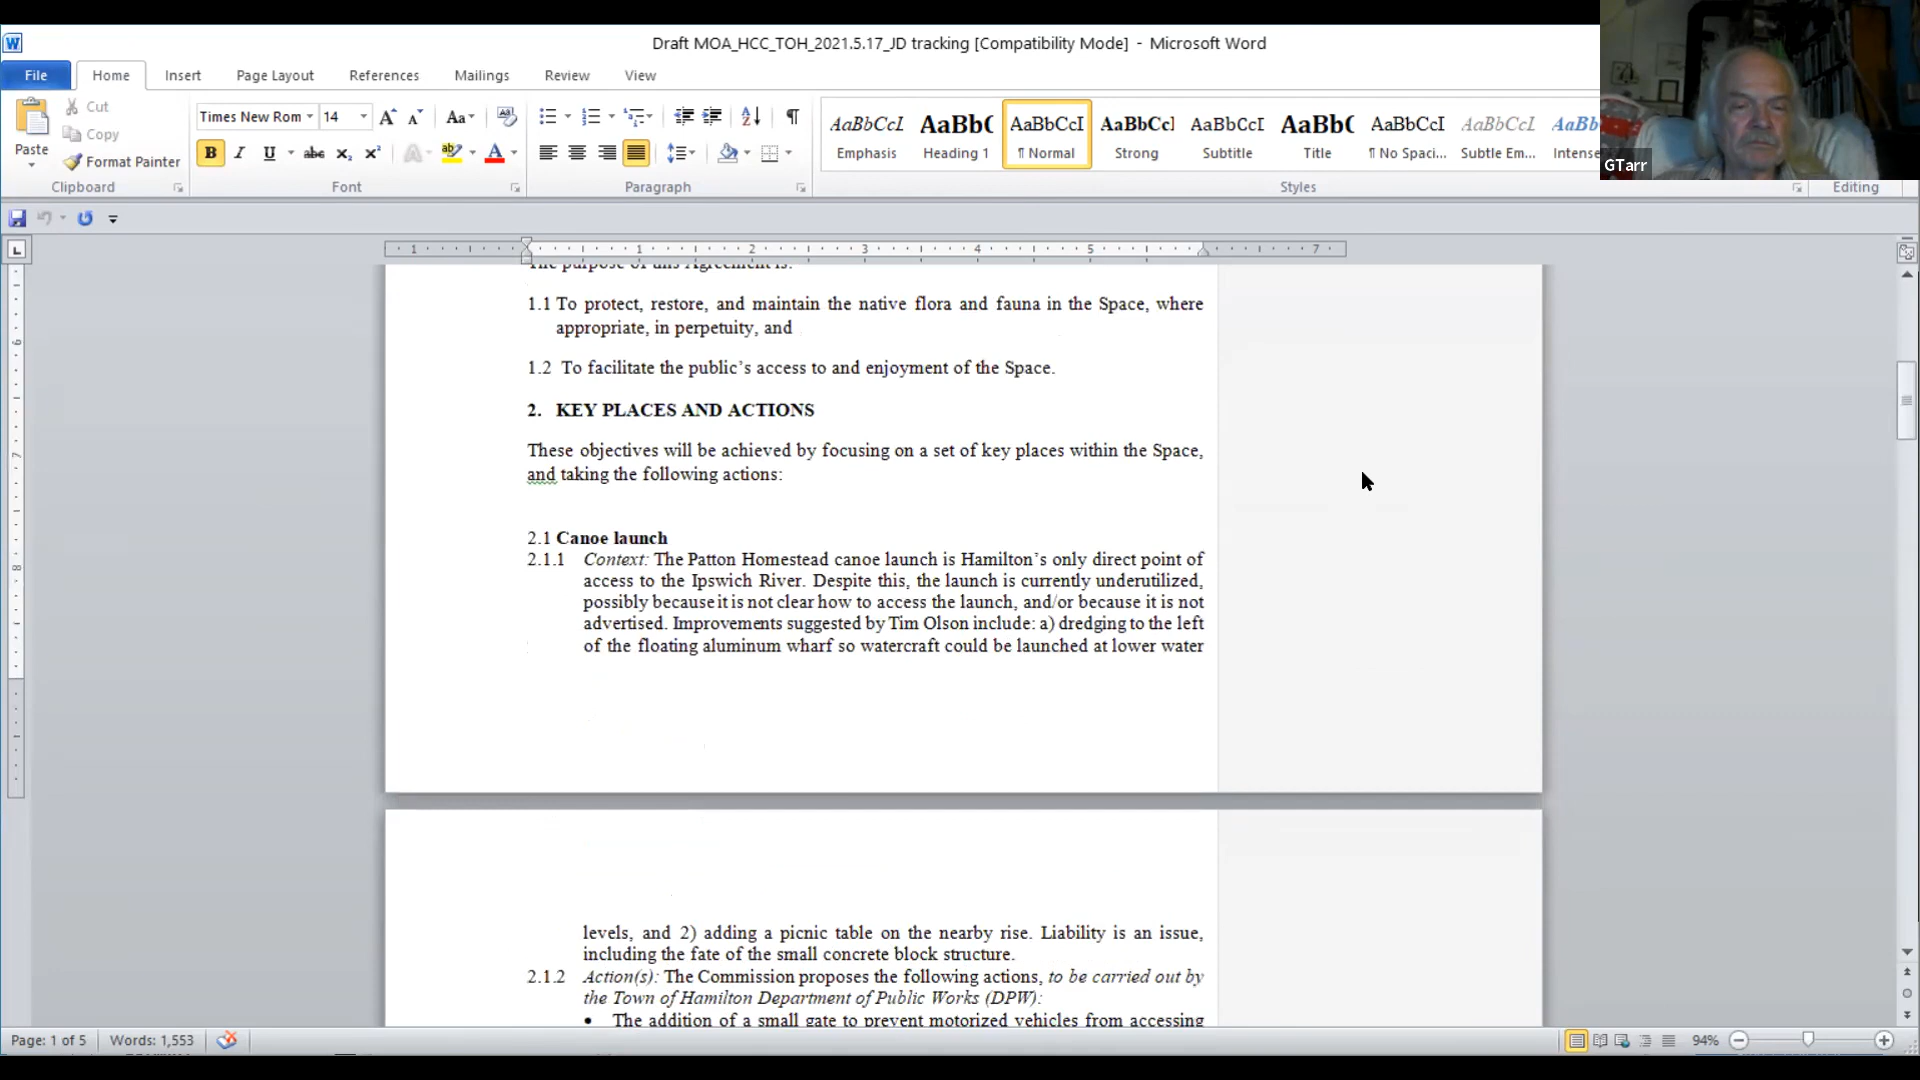 Draft MOA_HCC_TOH_2021.5.17_JD tracking [Compatibility Mode] - Microsoft Word
File Home Insert Page Layout References Mailings Review View
Cut
Copy
Paste
Format Painter
Clipboard
Times New Rom 14
Font
Paragraph
AaBbCcI AaBb( AaBbCcI AaBbCcI AaBbCcI AaBb( AaBbCcI AaBbCcI AaBb
Emphasis Heading 1 ¶ Normal Strong Subtitle Title ¶ No Spaci... Subtle Em... Intense
Styles
Editing
GTarr
1 1 2 3 4 5 7
The purpose of this Agreement is:
1.1 To protect, restore, and maintain the native flora and fauna in the Space, where
appropriate, in perpetuity, and
1.2 To facilitate the public's access to and enjoyment of the Space.
2. KEY PLACES AND ACTIONS
These objectives will be achieved by focusing on a set of key places within the Space,
and taking the following actions:
2.1 Canoe launch
2.1.1 Context: The Patton Homestead canoe launch is Hamilton's only direct point of
access to the Ipswich River. Despite this, the launch is currently underutilized,
possibly because it is not clear how to access the launch, and/or because it is not
advertised. Improvements suggested by Tim Olson include: a) dredging to the left
of the floating aluminum wharf so watercraft could be launched at lower water
levels, and 2) adding a picnic table on the nearby rise. Liability is an issue,
including the fate of the small concrete block structure.
2.1.2 Action(s): The Commission proposes the following actions, to be carried out by
the Town of Hamilton Department of Public Works (DPW):
• The addition of a small gate to prevent motorized vehicles from accessing
Page: 1 of 5 Words: 1,553
94%